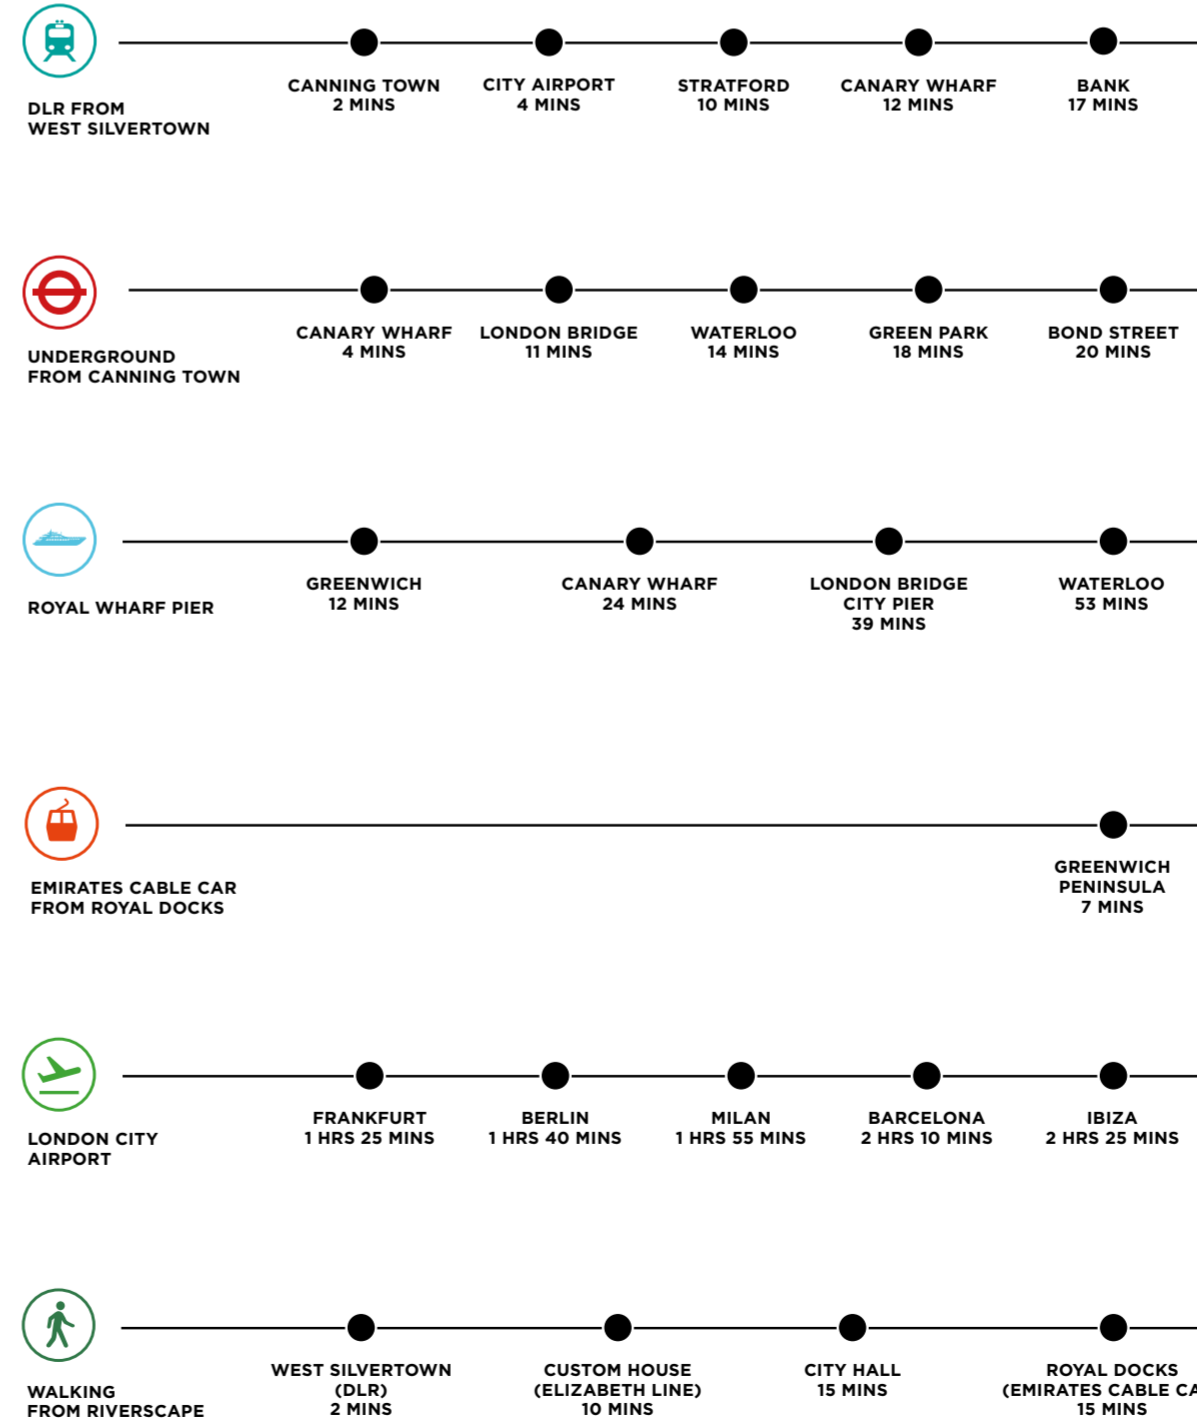 DLR FROM
WEST SILVERTOWN
CANNING TOWN
2 MINS
CITY AIRPORT
4 MINS
STRATFORD
10 MINS
CANARY WHARF
12 MINS
BANK
17 MINS
UNDERGROUND
FROM CANNING TOWN
CANARY WHARF
4 MINS
LONDON BRIDGE
11 MINS
WATERLOO
14 MINS
GREEN PARK
18 MINS
BOND STREET
20 MINS
ROYAL WHARF PIER
GREENWICH
12 MINS
CANARY WHARF
24 MINS
LONDON BRIDGE
CITY PIER
39 MINS
WATERLOO
53 MINS
EMIRATES CABLE CAR
FROM ROYAL DOCKS
GREENWICH
PENINSULA
7 MINS
LONDON CITY
AIRPORT
FRANKFURT
1 HRS 25 MINS
BERLIN
1 HRS 40 MINS
MILAN
1 HRS 55 MINS
BARCELONA
2 HRS 10 MINS
IBIZA
2 HRS 25 MINS
WALKING
FROM RIVERSCAPE
WEST SILVERTOWN
(DLR)
2 MINS
CUSTOM HOUSE
(ELIZABETH LINE)
10 MINS
CITY HALL
15 MINS
ROYAL DOCKS
(EMIRATES CABLE CA
15 MINS